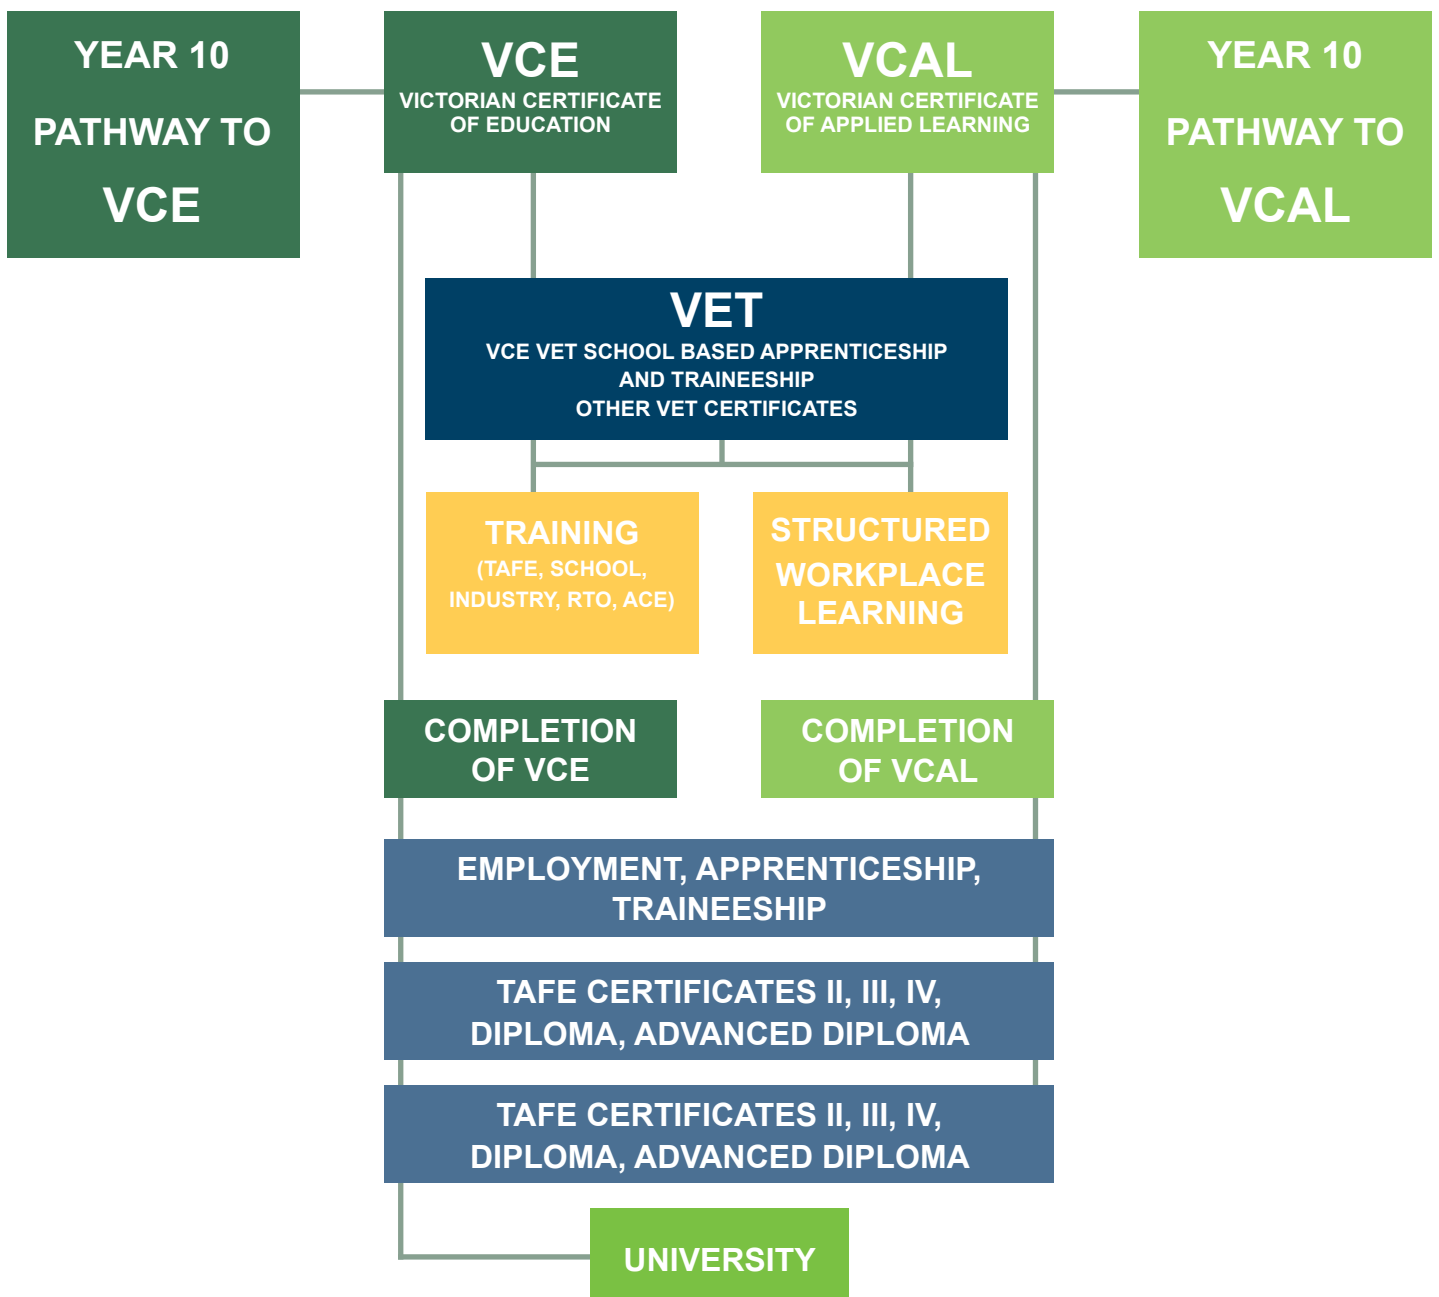 YEAR 10
PATHWAY TO
VCE
VCE
VICTORIAN CERTIFICATE
OF EDUCATION
VCAL
VICTORIAN CERTIFICATE
OF APPLIED LEARNING
YEAR 10
PATHWAY TO
VCAL
VET
VCE VET SCHOOL BASED APPRENTICESHIP
AND TRAINEESHIP
OTHER VET CERTIFICATES
TRAINING
(TAFE, SCHOOL,
INDUSTRY, RTO, ACE)
STRUCTURED
WORKPLACE
LEARNING
COMPLETION
OF VCE
COMPLETION
OF VCAL
EMPLOYMENT, APPRENTICESHIP,
TRAINEESHIP
TAFE CERTIFICATES II, III, IV,
DIPLOMA, ADVANCED DIPLOMA
TAFE CERTIFICATES II, III, IV,
DIPLOMA, ADVANCED DIPLOMA
UNIVERSITY